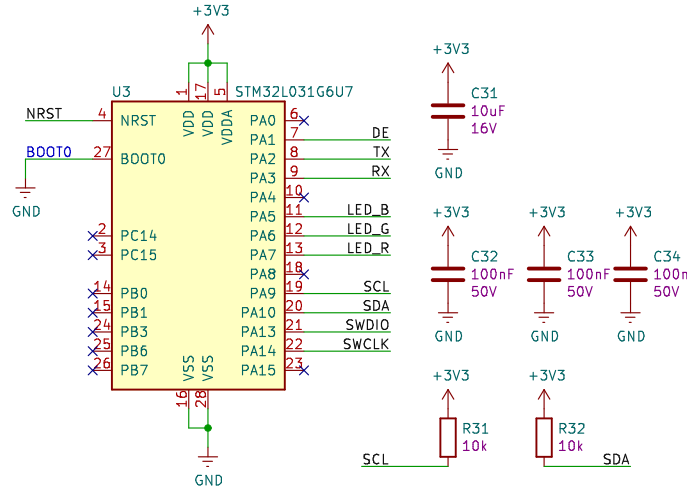 +3V3
U3
STM32L031G6U7
1 17 5
VDD VDD VDDA
NRST 4 NRST
BOOT0 27 BOOT0
GND
2 PC14
3 PC15
14 PB0
15 PB1
24 PB3
25 PB6
26 PB7
PA0 6
PA1 7 DE
PA2 8 TX
PA3 9 RX
PA4 10
PA5 11 LED_B
PA6 12 LED_G
PA7 13 LED_R
PA8 18
PA9 19 SCL
PA10 20 SDA
PA13 21 SWDIO
PA14 22 SWCLK
PA15 23
VSS VSS
16 28
GND
+3V3
C31
10uF
16V
GND
+3V3 +3V3 +3V3
C32 C33 C34
100nF 100nF 100n
50V 50V 50V
GND GND GND
+3V3 +3V3
R31 R32
10k 10k
SCL SDA